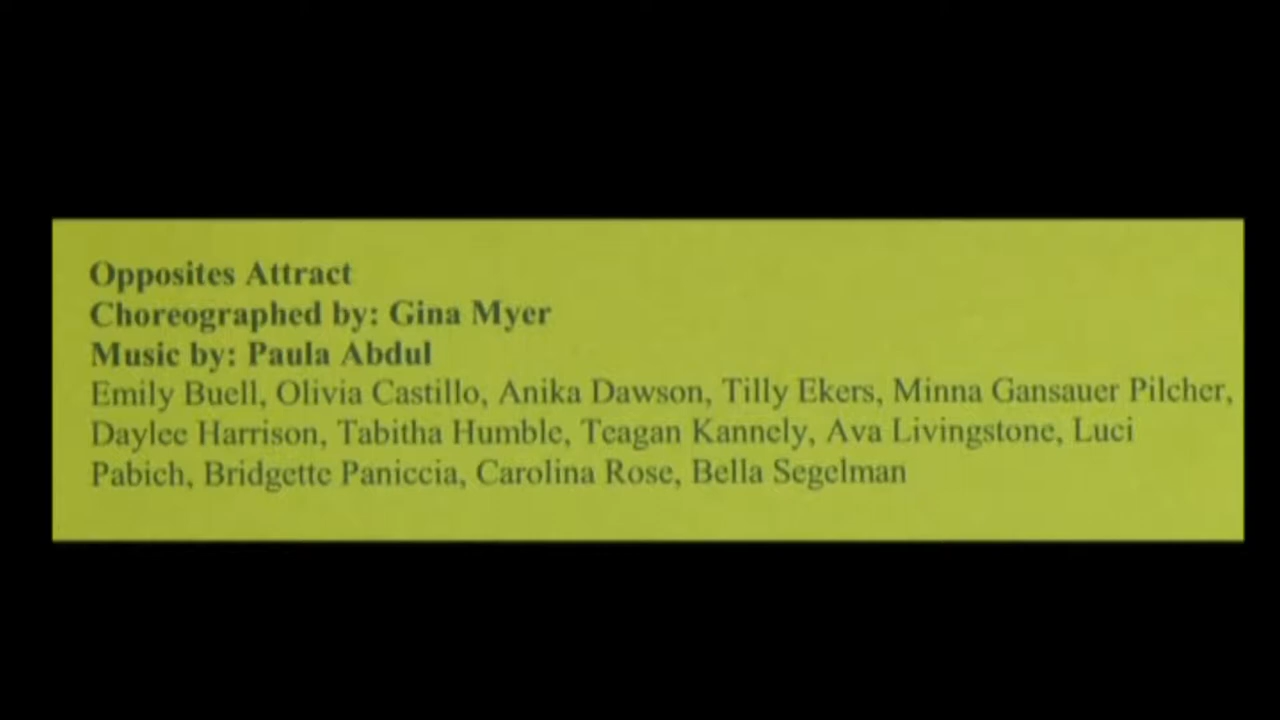 Opposites Attract
Choreographed by: Gina Myer
Music by: Paula Abdul
Emily Buell, Olivia Castillo, Anika Dawson, Tilly Ekers, Minna Gansauer Pilcher,
Daylee Harrison, Tabitha Humble, Teagan Kannely, Ava Livingstone, Luci
Pabich, Bridgette Paniccia, Carolina Rose, Bella Segelman